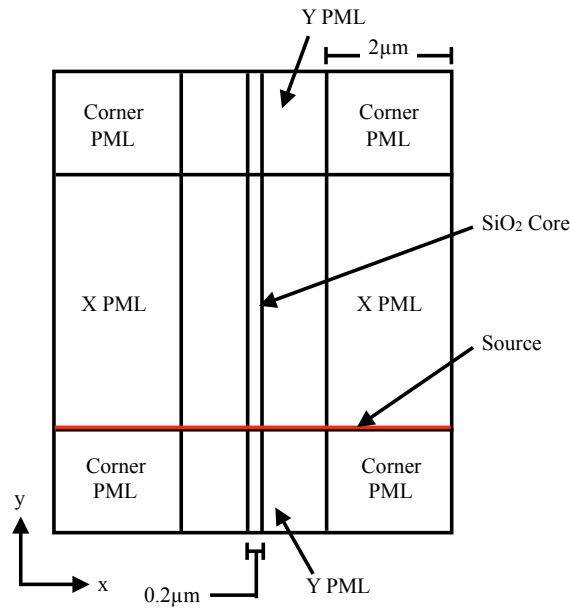 Y PML
2µm
Corner
PML
Corner
PML
SiO₂ Core
X PML
X PML
Source
Corner
PML
Corner
PML
y
x
0.2µm
Y PML